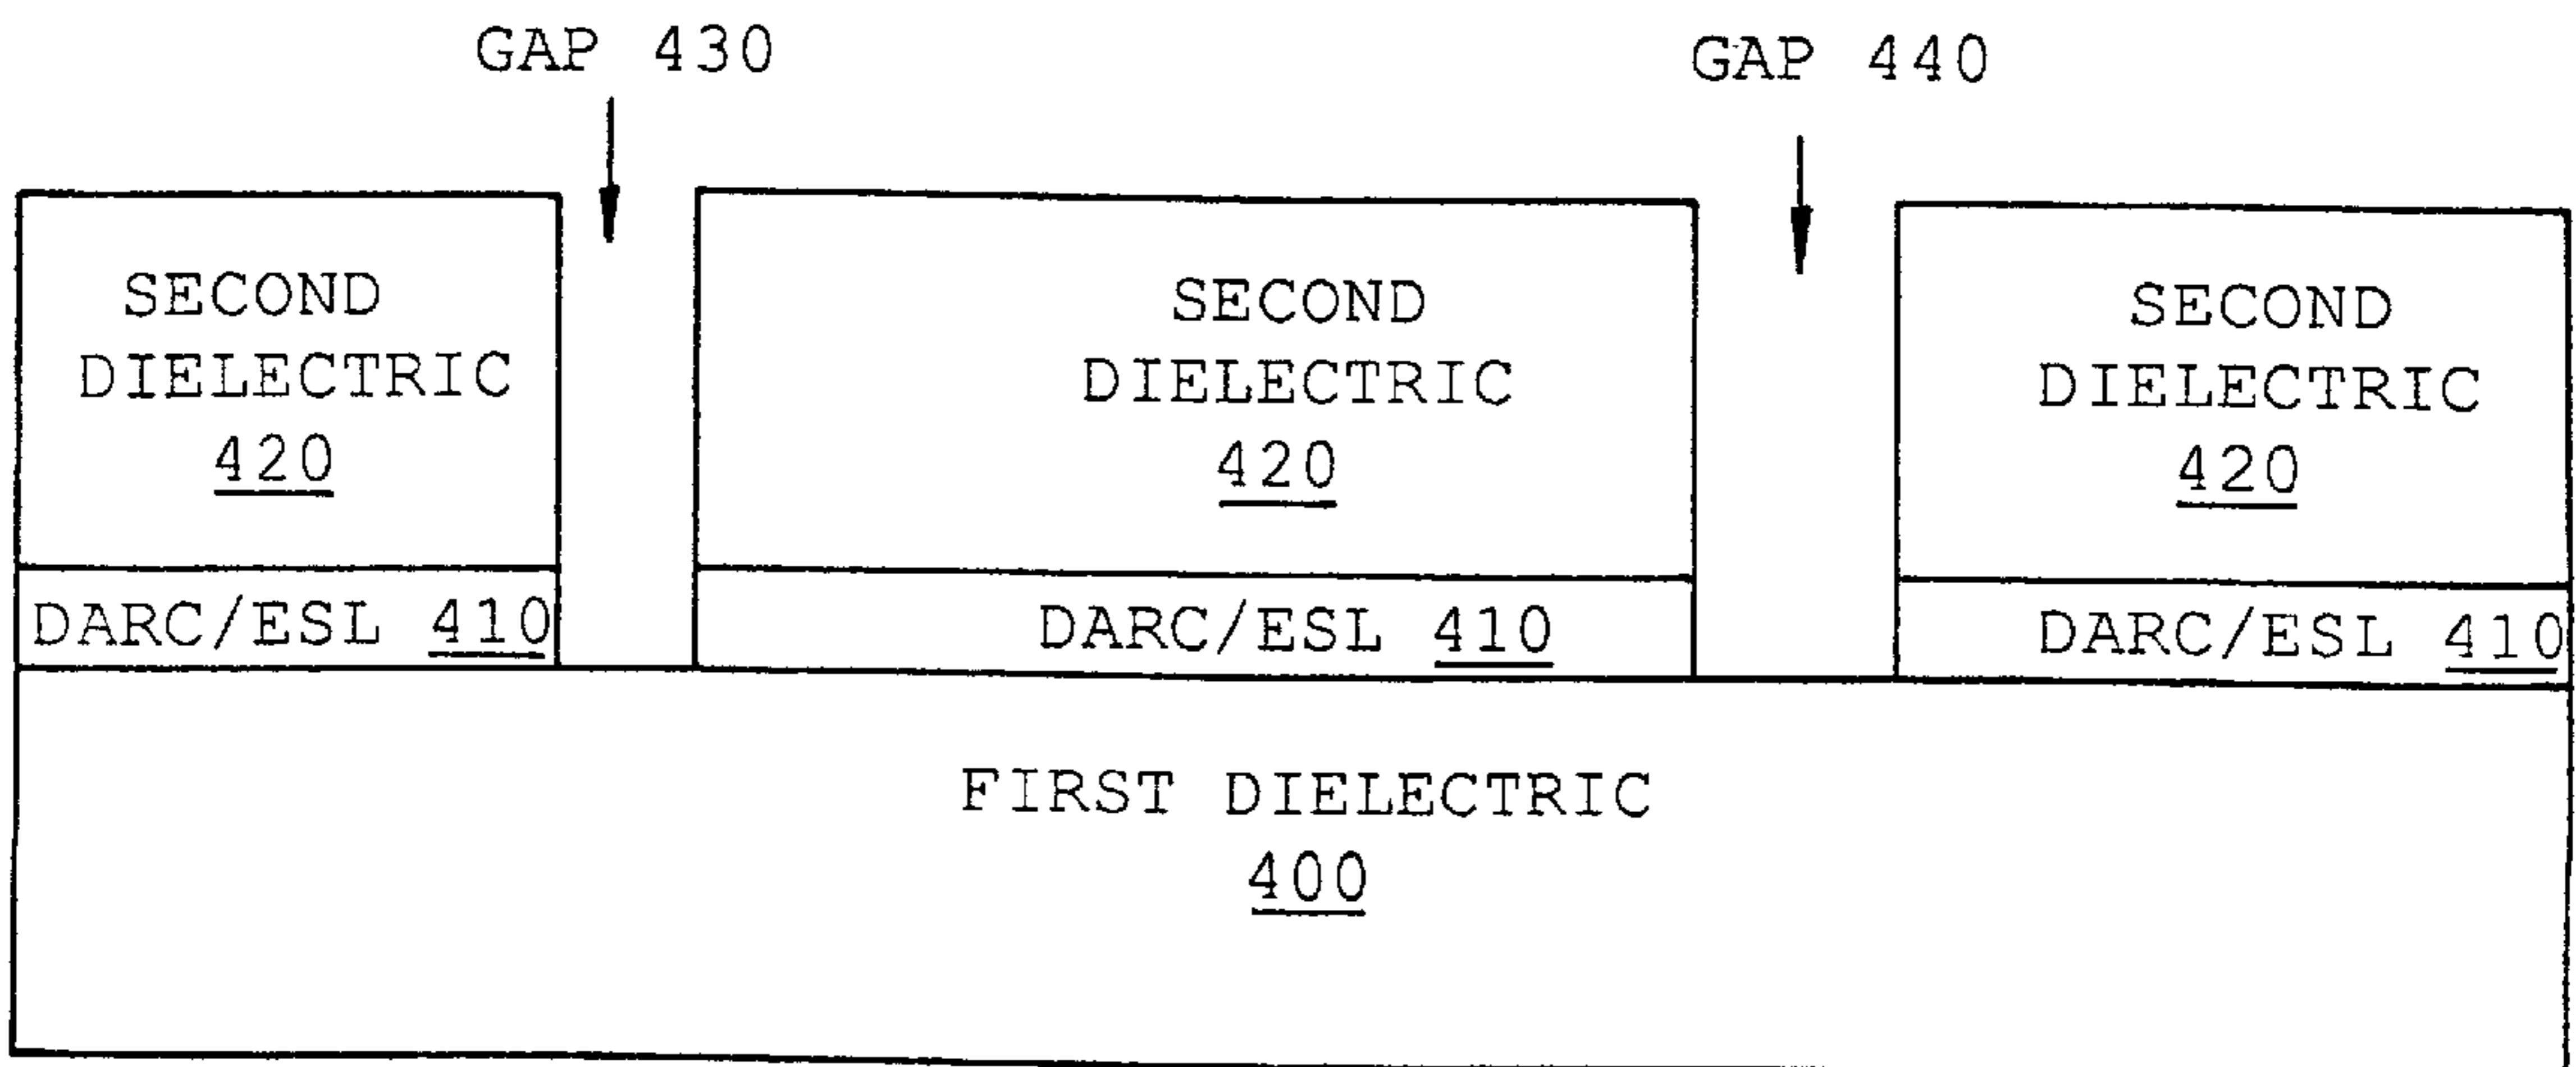 GAP 430
GAP 440
SECOND
DIELECTRIC
420
SECOND
DIELECTRIC
420
SECOND
DIELECTRIC
420
DARC/ESL 410
DARC/ESL 410
DARC/ESL 410
FIRST DIELECTRIC
400